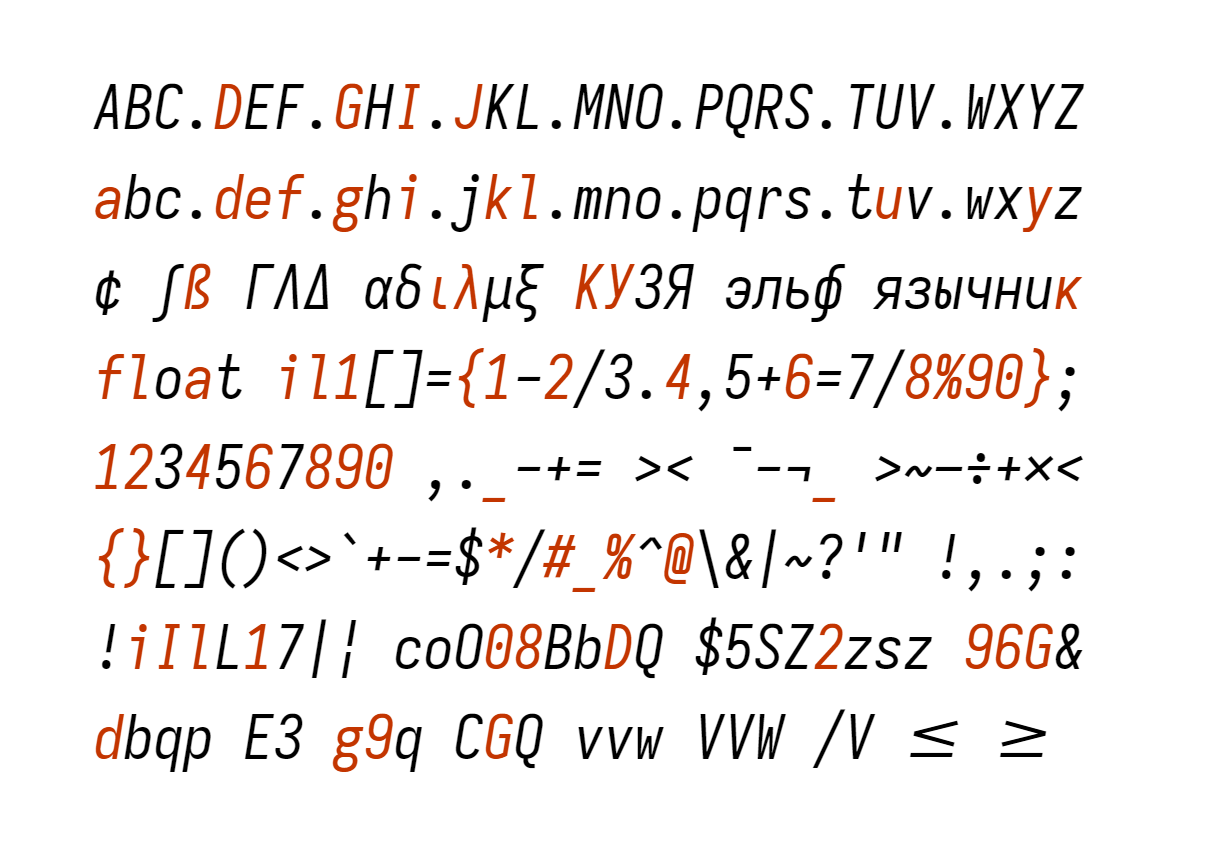 ABC.DEF.GHI.JKL.MNO.PQRS.TUV.WXYZ
abc.def.ghi.jkl.mno.pqrs.tuv.wxyz
¢ ∫ß ΓΛΔ αδιλμξ КУЗЯ эльф язычник
float il1[]={1-2/3.4,5+6=7/8%90};
1234567890 ,._-+= >< ¯-¬_ >~–÷+×<
{}[]()<>`+-=$*/#_%^@\&|~?'" !,.;:
!iIlL17|¦ coO08BbDQ $5SZ2zsz 96G&
dbqp E3 g9q CGQ vvw VVW /V ≤ ≥